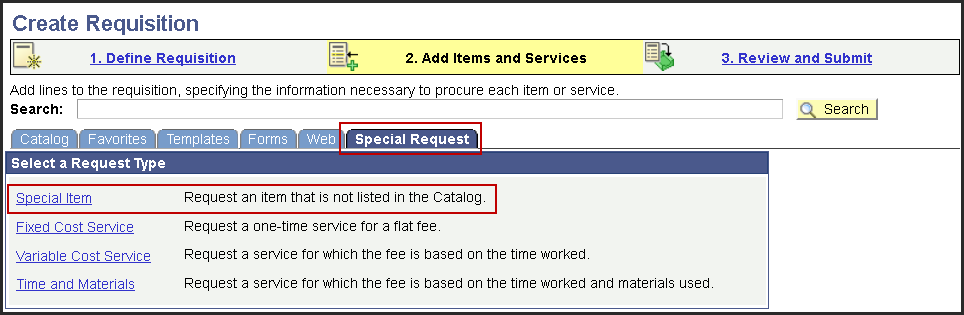 Create Requisition
1. Define Requisition 2. Add Items and Services 3. Review and Submit
Add lines to the requisition, specifying the information necessary to procure each item or service.
Search: Search
Catalog Favorites Templates Forms Web Special Request
Select a Request Type
Special Item Request an item that is not listed in the Catalog.
Fixed Cost Service Request a one-time service for a flat fee.
Variable Cost Service Request a service for which the fee is based on the time worked.
Time and Materials Request a service for which the fee is based on the time worked and materials used.